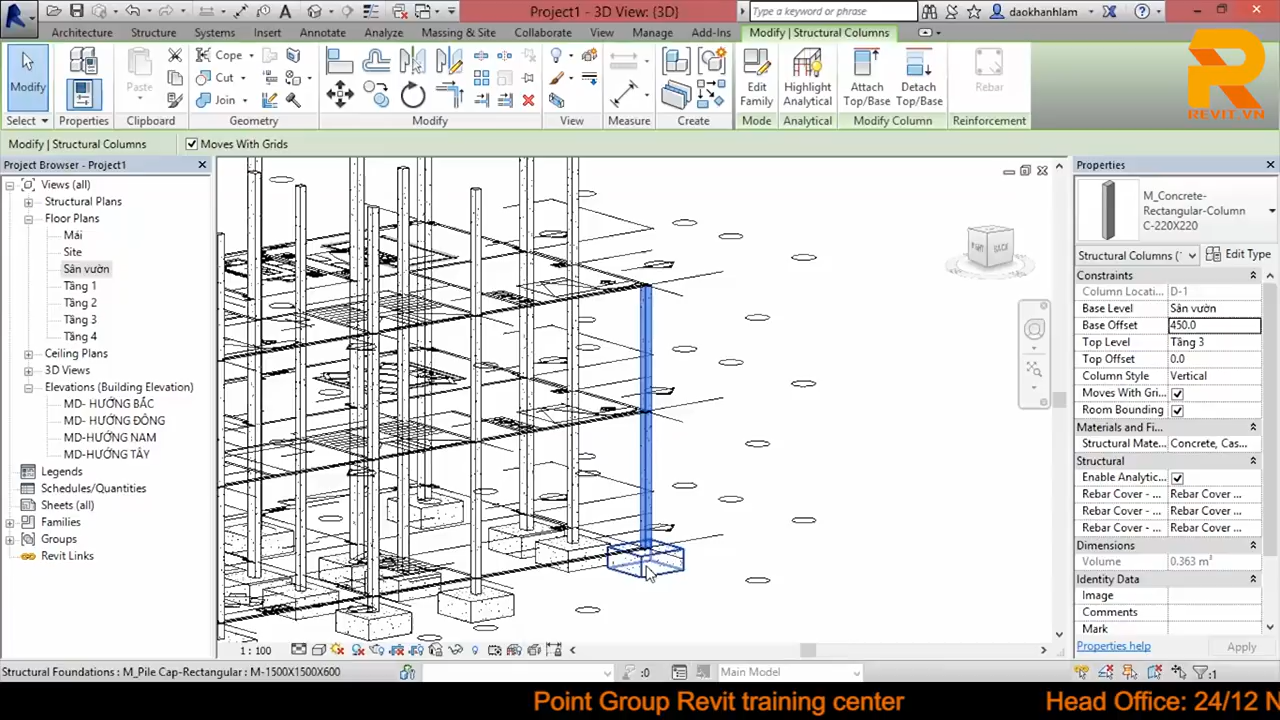 Project1 - 3D View: {3D}
Type a keyword or phrase
daokhanhlam
Architecture
Structure
Systems
Insert
Annotate
Analyze
Massing & Site
Collaborate
View
Manage
Add-Ins
Modify | Structural Columns
Modify
Paste
Cope
Cut
Join
Edit
Family
Highlight
Analytical
Attach
Top/Base
Detach
Top/Base
Rebar
Select
Properties
Clipboard
Geometry
Modify
View
Measure
Create
Mode
Analytical
Modify Column
Reinforcement
REVIT.VN
Modify | Structural Columns
Moves With Grids
Project Browser - Project1
Views (all)
Structural Plans
Floor Plans
Mái
Site
Sân vườn
Tầng 1
Tầng 2
Tầng 3
Tầng 4
Ceiling Plans
3D Views
Elevations (Building Elevation)
MD- HƯỚNG BẮC
MD- HƯỚNG ĐÔNG
MD-HƯỚNG NAM
MD-HƯỚNG TÂY
Legends
Schedules/Quantities
Sheets (all)
Families
Groups
Revit Links
BACK
Properties
M_Concrete-
Rectangular-Column
C-220X220
Structural Columns (
Edit Type
Constraints
Column Locati... D-1
Base Level Sân vườn
Base Offset 450.0
Top Level Tầng 3
Top Offset 0.0
Column Style Vertical
Moves With Gri...
Room Bounding
Materials and Fi...
Structural Mate... Concrete, Cas...
Structural
Enable Analytic...
Rebar Cover - ... Rebar Cover ...
Rebar Cover - ... Rebar Cover ...
Rebar Cover - ... Rebar Cover ...
Dimensions
Volume 0.363 m³
Identity Data
Image
Comments
Mark
Properties help
Apply
1 : 100
Structural Foundations : M_Pile Cap-Rectangular : M-1500X1500X600
:0
Main Model
:1
Point Group Revit training center
Head Office: 24/12 N